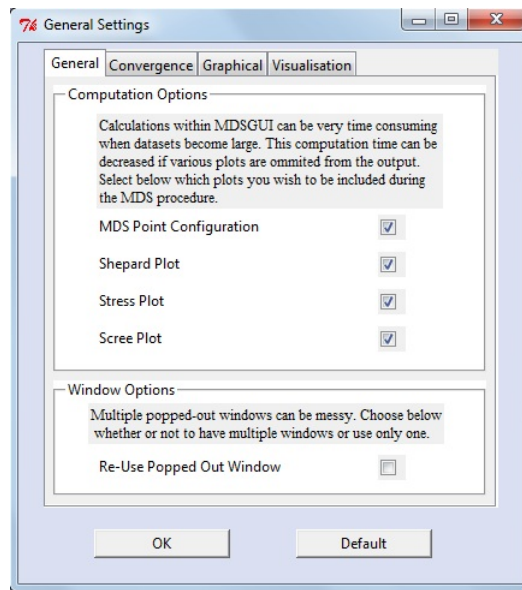 General Settings
General Convergence Graphical Visualisation
Computation Options
Calculations within MDSGUI can be very time consuming
when datasets become large. This computation time can be
decreased if various plots are ommited from the output.
Select below which plots you wish to be included during
the MDS procedure.
MDS Point Configuration
Shepard Plot
Stress Plot
Scree Plot
Window Options
Multiple popped-out windows can be messy. Choose below
whether or not to have multiple windows or use only one.
Re-Use Popped Out Window
OK Default